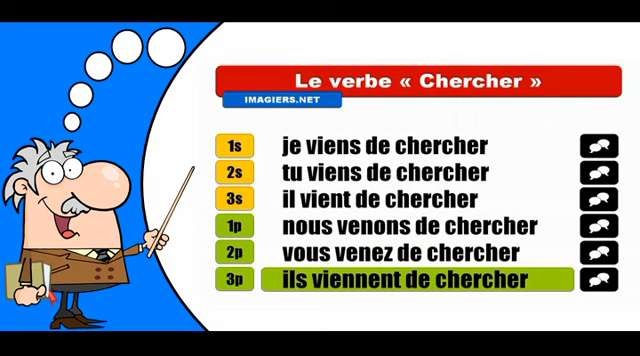 Le verbe « Chercher »
IMAGIERS.NET
1s je viens de chercher
2s tu viens de chercher
3s il vient de chercher
1p nous venons de chercher
2p vous venez de chercher
3p ils viennent de chercher